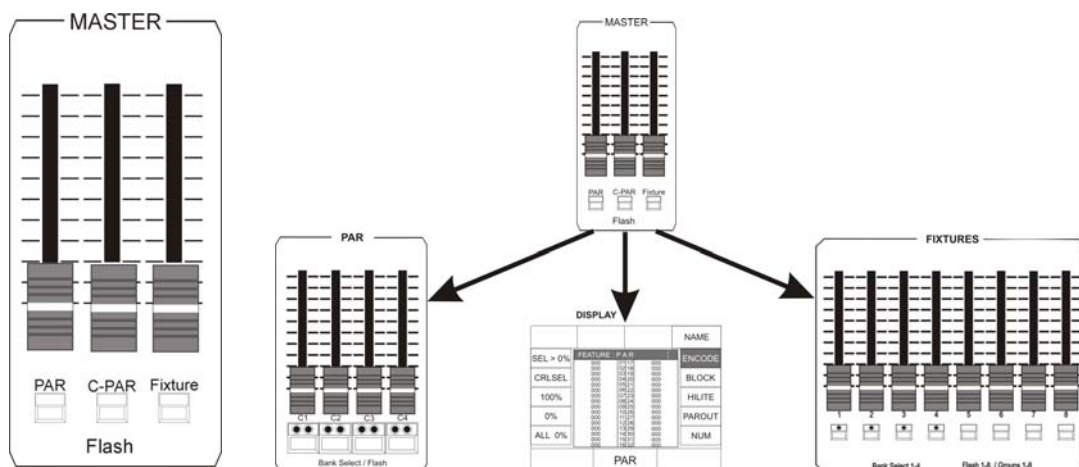 MASTER
PAR C-PAR Fixture
Flash
MASTER
PAR C-PAR Fixture
Flash
PAR
C1 C2 C3 C4
Bank Select / Flash
DISPLAY
NAME
SEL > 0%
CRLSEL
100%
0%
ALL 0%
FEATURE PAR
ENCODE
BLOCK
HILITE
PAROUT
NUM
PAR
FIXTURES
1 2 3 4 5 6 7 8
Bank Select 1-4 Flash 1-8 / Groups 1-8